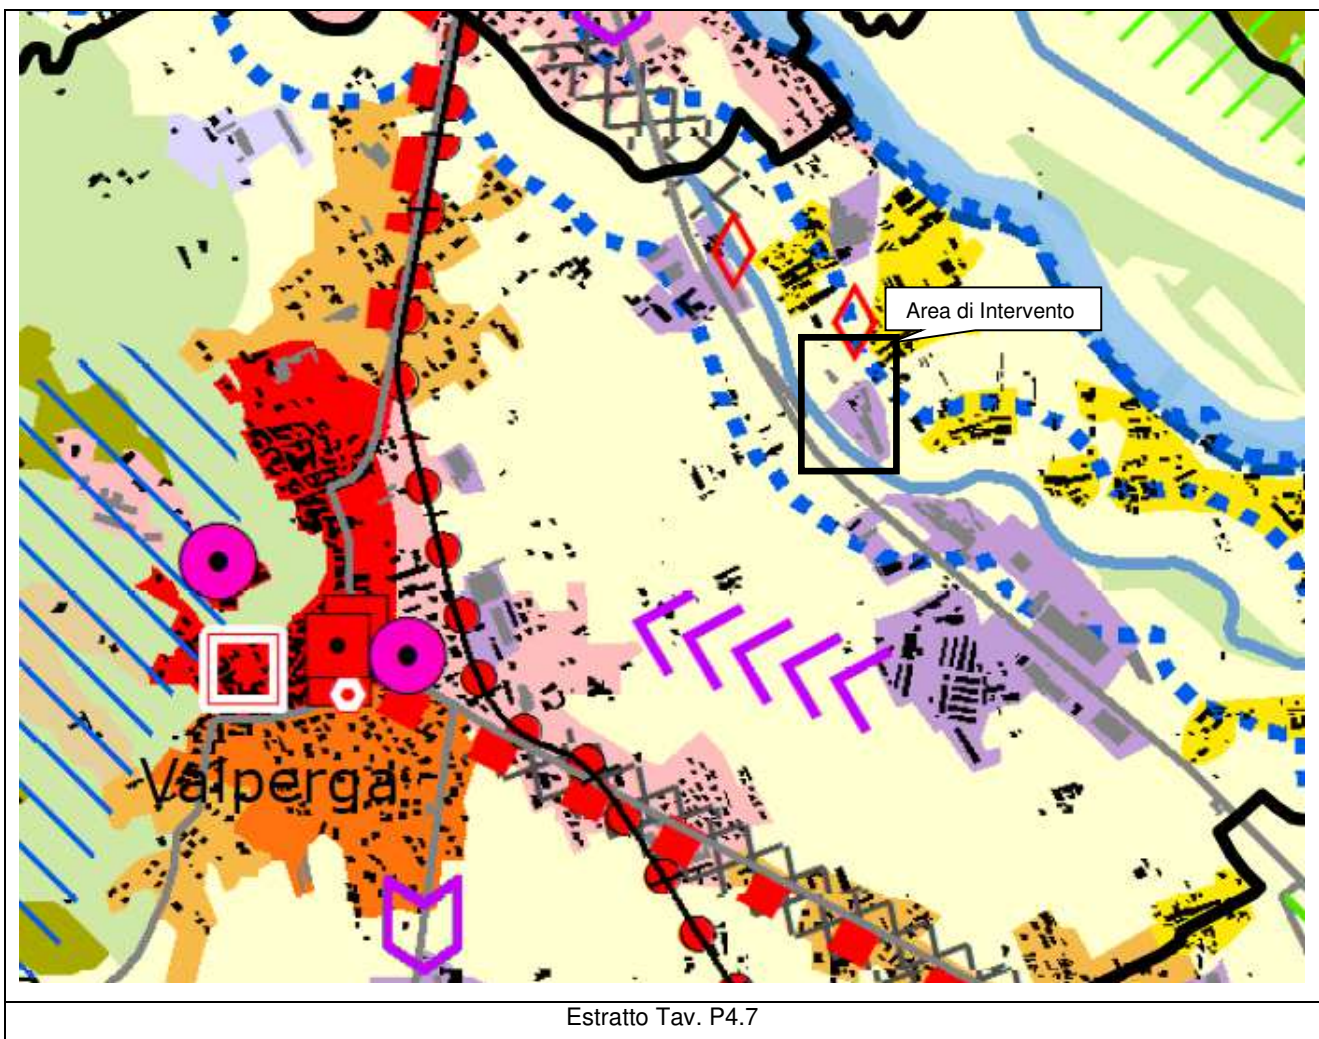 Area di Intervento
Valperga
Estratto Tav. P4.7